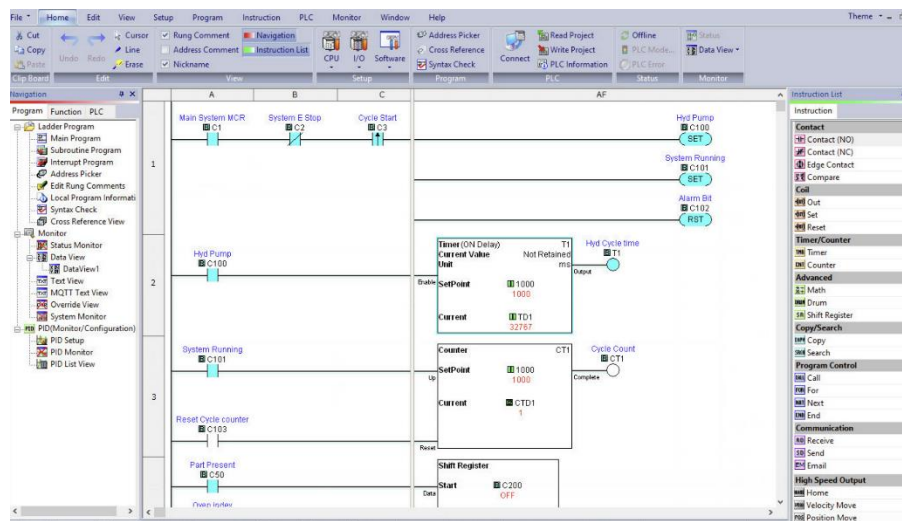 File Home Edit View Setup Program Instruction PLC Monitor Window Help Theme
Cut
Copy
Paste
Clip Board
Undo
Redo
Cursor
Line
Erase
Edit
Rung Comment
Address Comment
Nickname
Navigation
Instruction List
View
CPU
I/O
Software
Setup
Address Picker
Cross Reference
Syntax Check
Program
Connect
Read Project
Write Project
PLC Information
PLC
Offline
PLC Mode...
PLC Error
Status
Status
Data View
Monitor
Navigation
Program Function PLC
Ladder Program
Main Program
Subroutine Program
Interrupt Program
Address Picker
Edit Rung Comments
Local Program Informati
Syntax Check
Cross Reference View
Monitor
Status Monitor
Data View
DataView1
Text View
MQTT Text View
Override View
System Monitor
PID(Monitor/Configuration)
PID Setup
PID Monitor
PID List View
A B C AF
1
Main System MCR
C1
System E Stop
C2
Cycle Start
C3
Hyd Pump
C100
SET
System Running
C101
SET
Alarm Bit
C102
RST
2
Hyd Pump
C100
Enable
Timer (ON Delay) T1
Current Value Not Retained
Unit ms
SetPoint 1000
1000
Current TD1
32767
Output
Hyd Cycle time
T1
3
System Running
C101
Up
Counter CT1
SetPoint 1000
1000
Current CTD1
1
Complete
Cycle Count
CT1
Reset Cycle counter
C103
Reset
Part Present
C50
Data
Shift Register
Start C200
OFF
Oven Index
Instruction List
Instruction
Contact
Contact (NO)
Contact (NC)
Edge Contact
Compare
Coil
Out
Set
Reset
Timer/Counter
Timer
Counter
Advanced
Math
Drum
Shift Register
Copy/Search
Copy
Search
Program Control
Call
For
Next
End
Communication
Receive
Send
Email
High Speed Output
Home
Velocity Move
Position Move